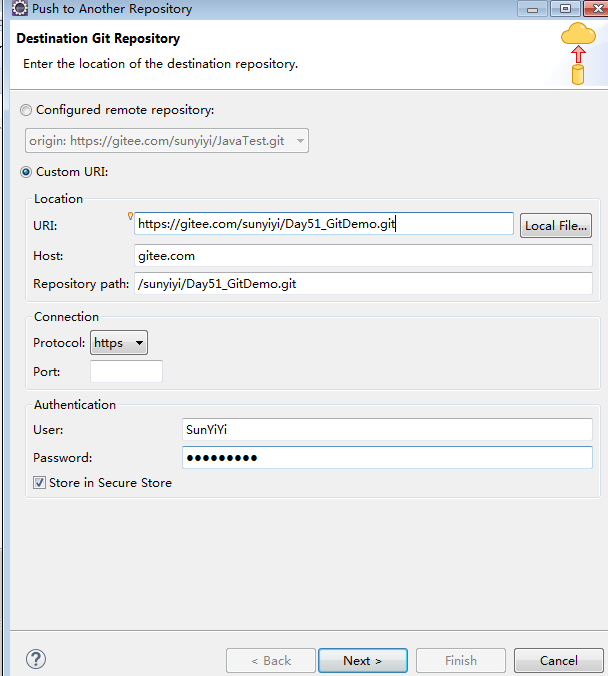 Push to Another Repository
Destination Git Repository
Enter the location of the destination repository.
Configured remote repository:
origin: https://gitee.com/sunyiyi/JavaTest.git
Custom URI:
Location
URI: https://gitee.com/sunyiyi/Day51_GitDemo.git Local File...
Host: gitee.com
Repository path: /sunyiyi/Day51_GitDemo.git
Connection
Protocol: https
Port:
Authentication
User: SunYiYi
Password: ●●●●●●●●●
Store in Secure Store
? < Back Next > Finish Cancel